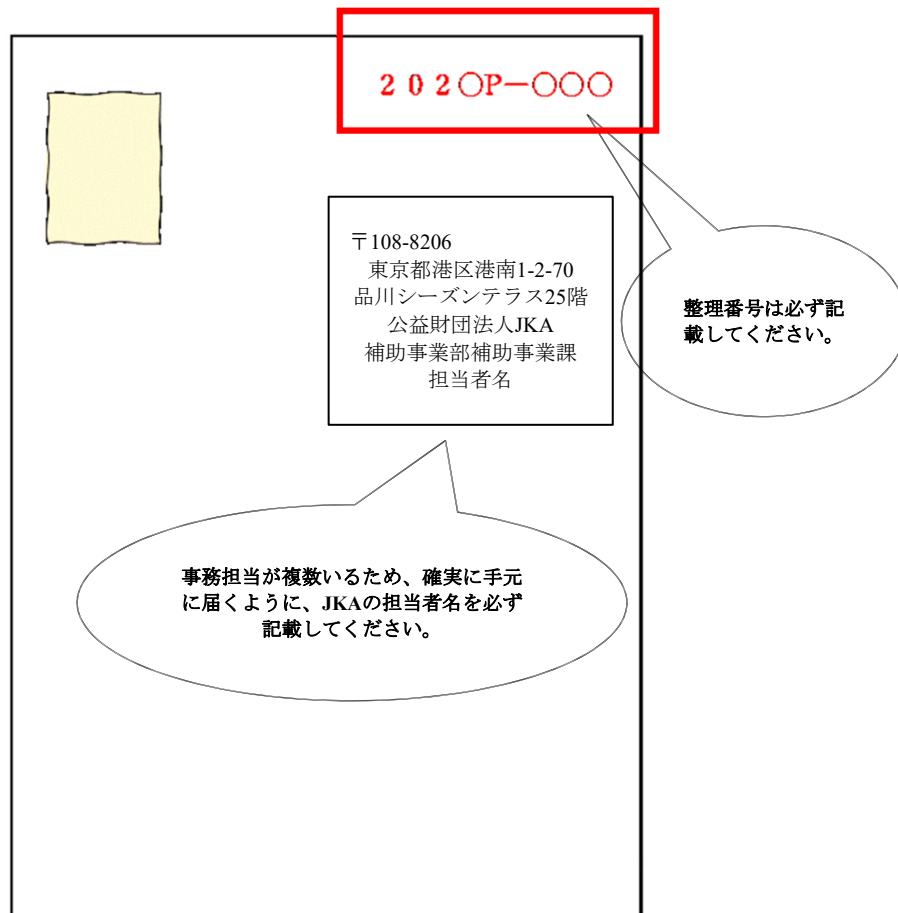 ２０２○P－○○○
〒108-8206
東京都港区港南1-2-70
品川シーズンテラス25階
公益財団法人JKA
補助事業部補助事業課
担当者名
整理番号は必ず記
載してください。
事務担当が複数いるため、確実に手元
に届くように、JKAの担当者名を必ず
記載してください。